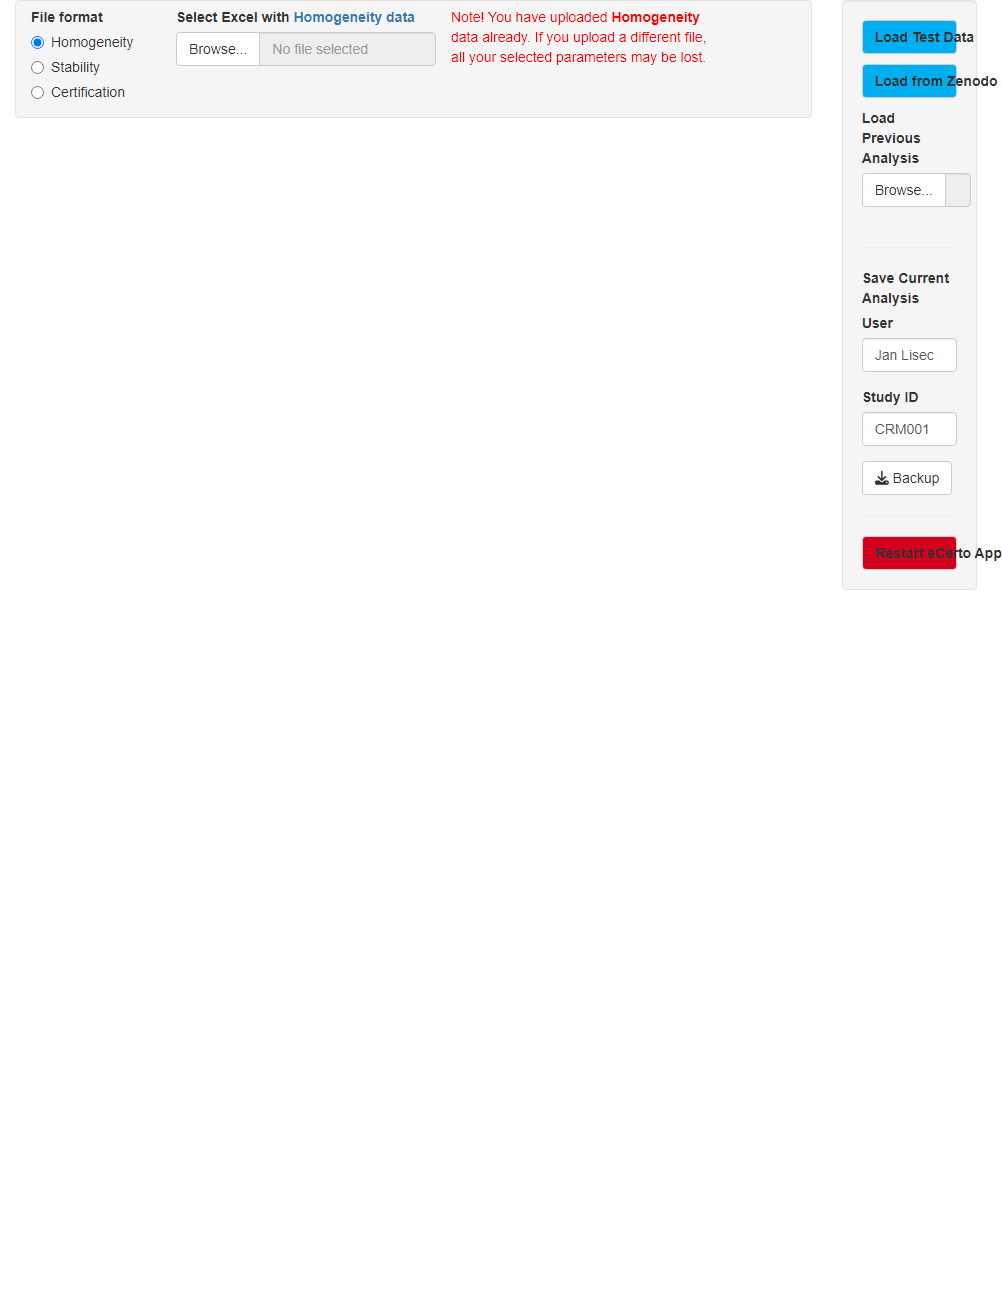 File format
Homogeneity
Stability
Certification
Select Excel with Homogeneity data
Browse... No file selected
Note! You have uploaded Homogeneity
data already. If you upload a different file,
all your selected parameters may be lost.
Load Test Data
Load from Zenodo
Load
Previous
Analysis
Browse...
Save Current
Analysis
User
Jan Lisec
Study ID
CRM001
Backup
Restart eCerto App